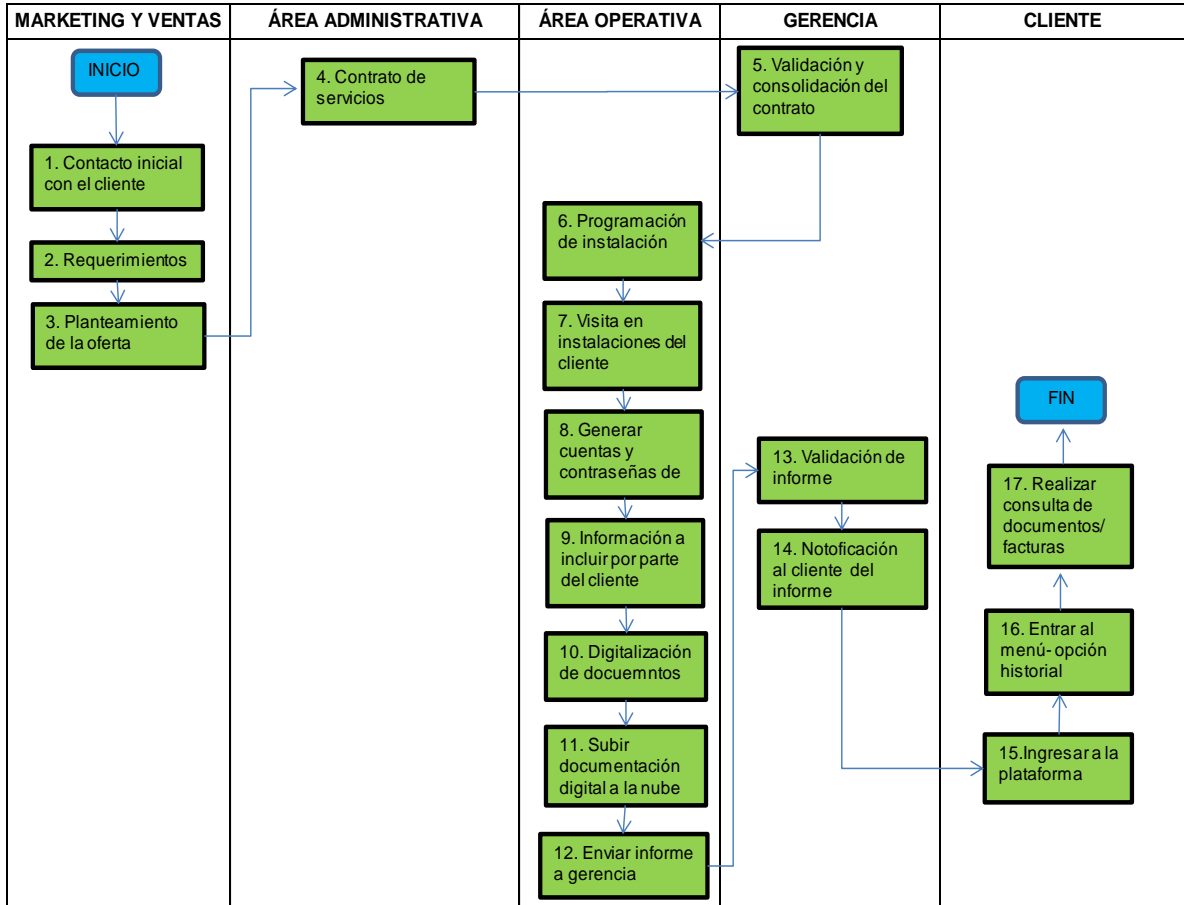 MARKETING Y VENTAS
ÁREA ADMINISTRATIVA
ÁREA OPERATIVA
GERENCIA
CLIENTE
INICIO
1. Contacto inicial
con el cliente
2. Requerimientos
3. Planteamiento
de la oferta
4. Contrato de
servicios
5. Validación y
consolidación del
contrato
6. Programación
de instalación
7. Visita en
instalaciones del
cliente
8. Generar
cuentas y
contraseñas de
9. Información a
incluir por parte
del cliente
10. Digitalización
de docuemntos
11. Subir
documentación
digital a la nube
12. Enviar informe
a gerencia
13. Validación de
informe
14. Notoficación
al cliente del
informe
15.Ingresar a la
plataforma
16. Entrar al
menú- opción
historial
17. Realizar
consulta de
documentos/
facturas
FIN